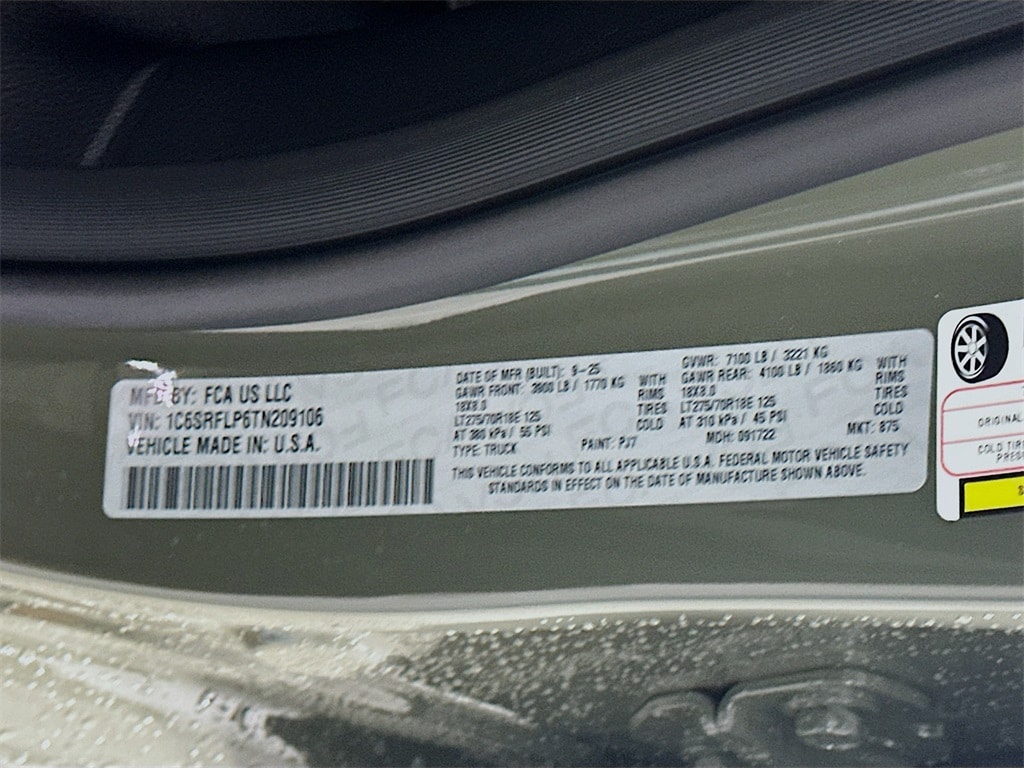 MFD BY: FCA US LLC
VIN: 1C6SRFLP6TN209106
VEHICLE MADE IN: U.S.A.
DATE OF MFR (BUILT): 9-25
GAWR FRONT: 3900 LB / 1770 KG WITH
18X8.0 RIMS
LT275/70R18E 125 TIRES
AT 380 kPa / 55 PSI COLD
TYPE: TRUCK PAINT: PJ7
GVWR: 7100 LB / 3221 KG
GAWR REAR: 4100 LB / 1860 KG WITH
18X8.0 RIMS
LT275/70R18E 125 TIRES
AT 310 kPa / 45 PSI COLD
MDH: 091722 MKT: 875
THIS VEHICLE CONFORMS TO ALL APPLICABLE U.S.A. FEDERAL MOTOR VEHICLE SAFETY
STANDARDS IN EFFECT ON THE DATE OF MANUFACTURE SHOWN ABOVE.
ORIGINAL
COLD TIRE